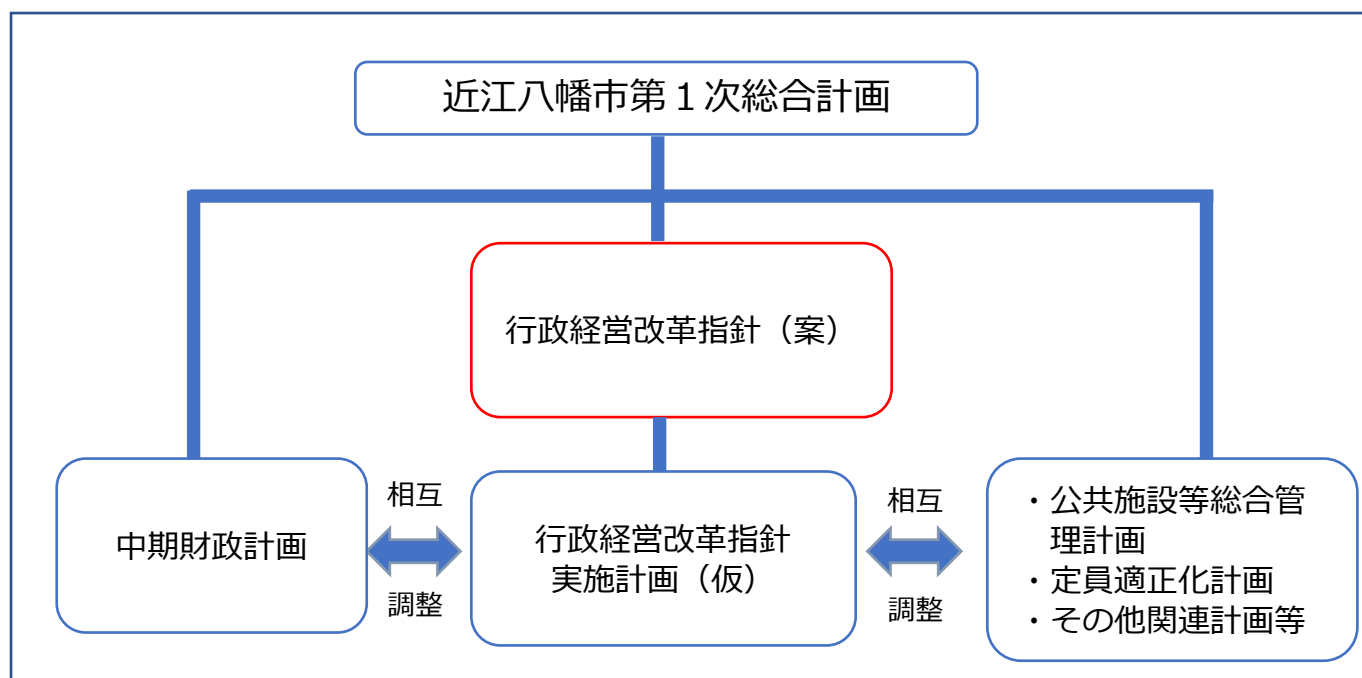 近江八幡市第１次総合計画
行政経営改革指針（案）
中期財政計画
相互
調整
行政経営改革指針
実施計画（仮）
相互
調整
・公共施設等総合管
理計画
・定員適正化計画
・その他関連計画等